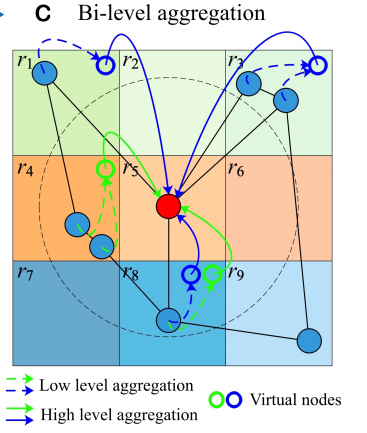 C Bi-level aggregation
r1 r2 r3
r4 r5 r6
r7 r8 r9
Low level aggregation
High level aggregation
Virtual nodes